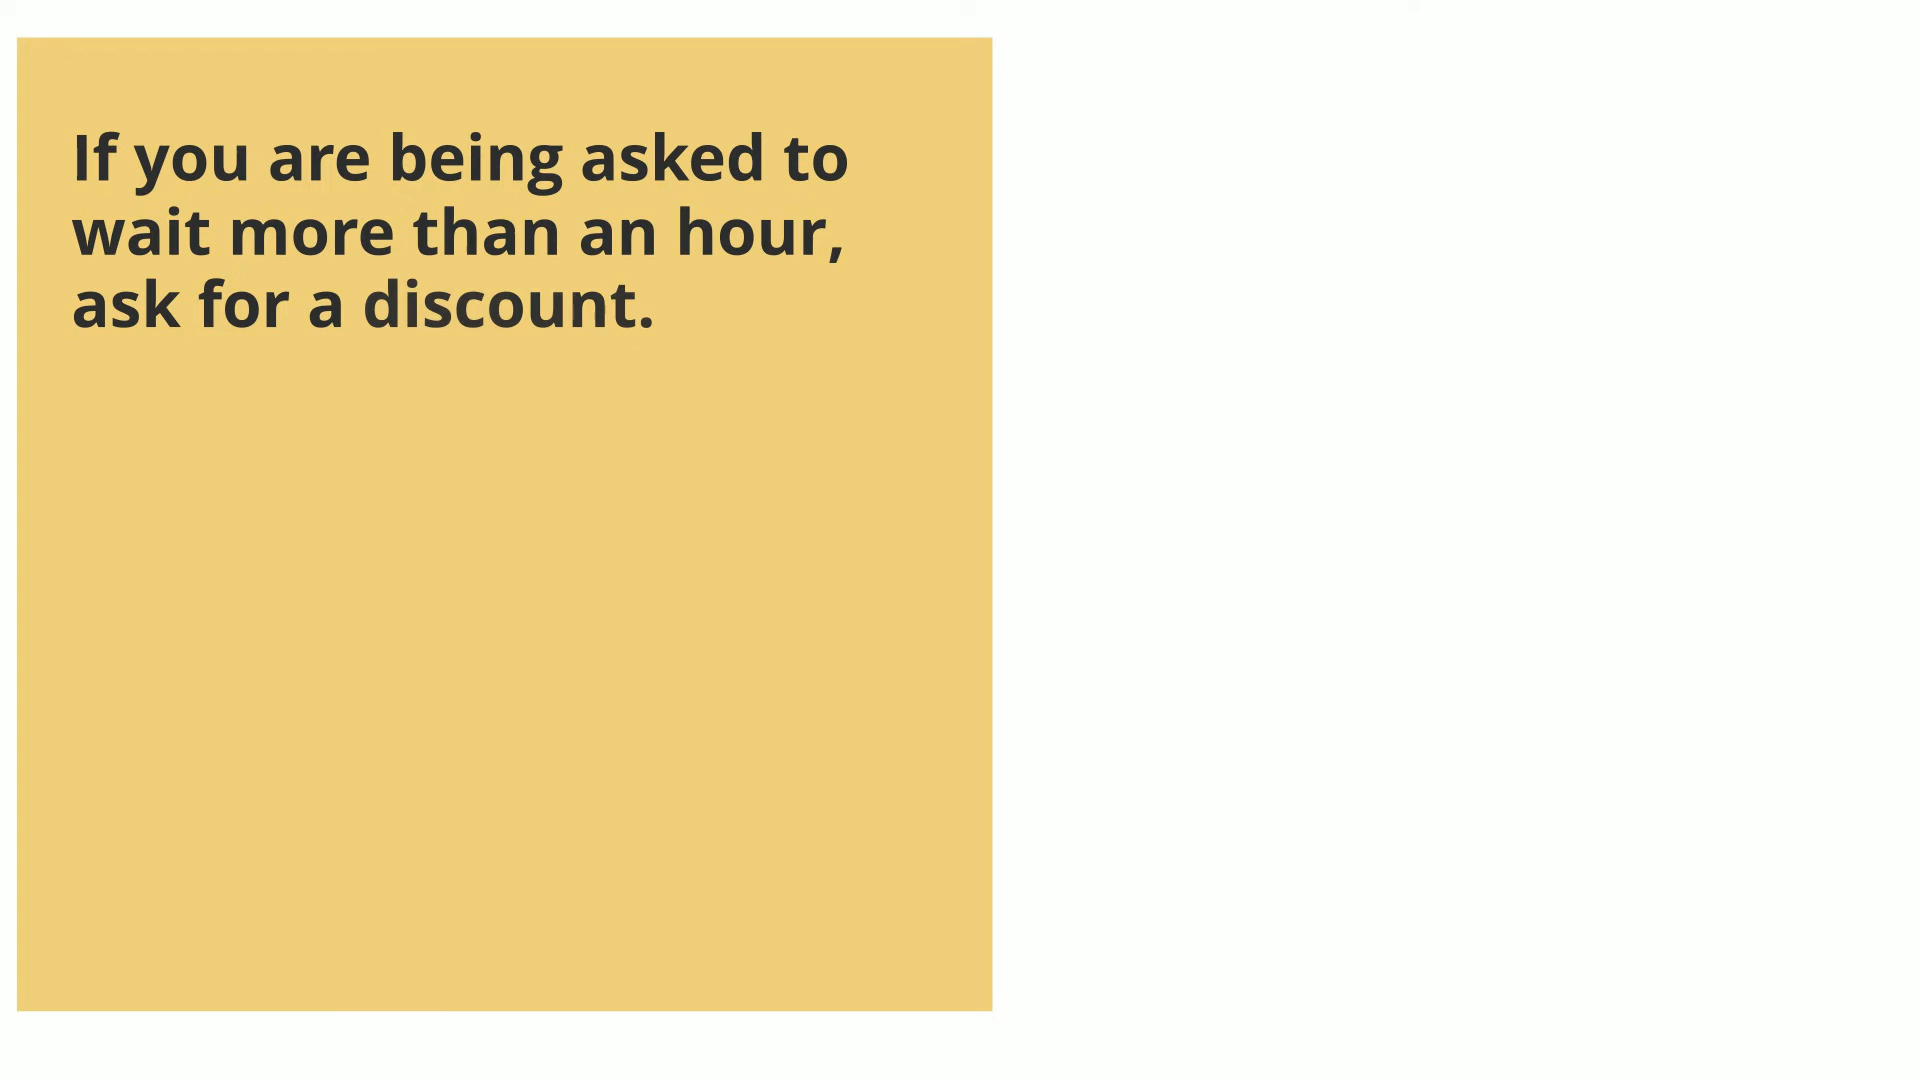 If you are being asked to
wait more than an hour,
ask for a discount.